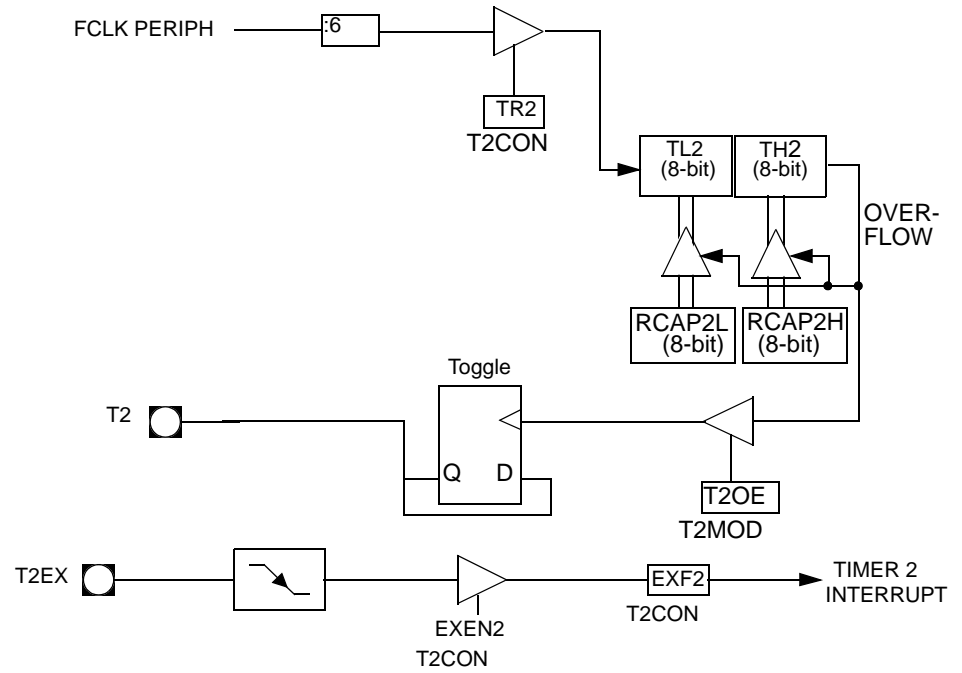 FCLK PERIPH
:6
TR2
T2CON
TL2
(8-bit)
TH2
(8-bit)
OVER-
FLOW
RCAP2L
(8-bit)
RCAP2H
(8-bit)
Toggle
T2
Q
D
T2OE
T2MOD
T2EX
EXEN2
T2CON
EXF2
T2CON
TIMER 2
INTERRUPT